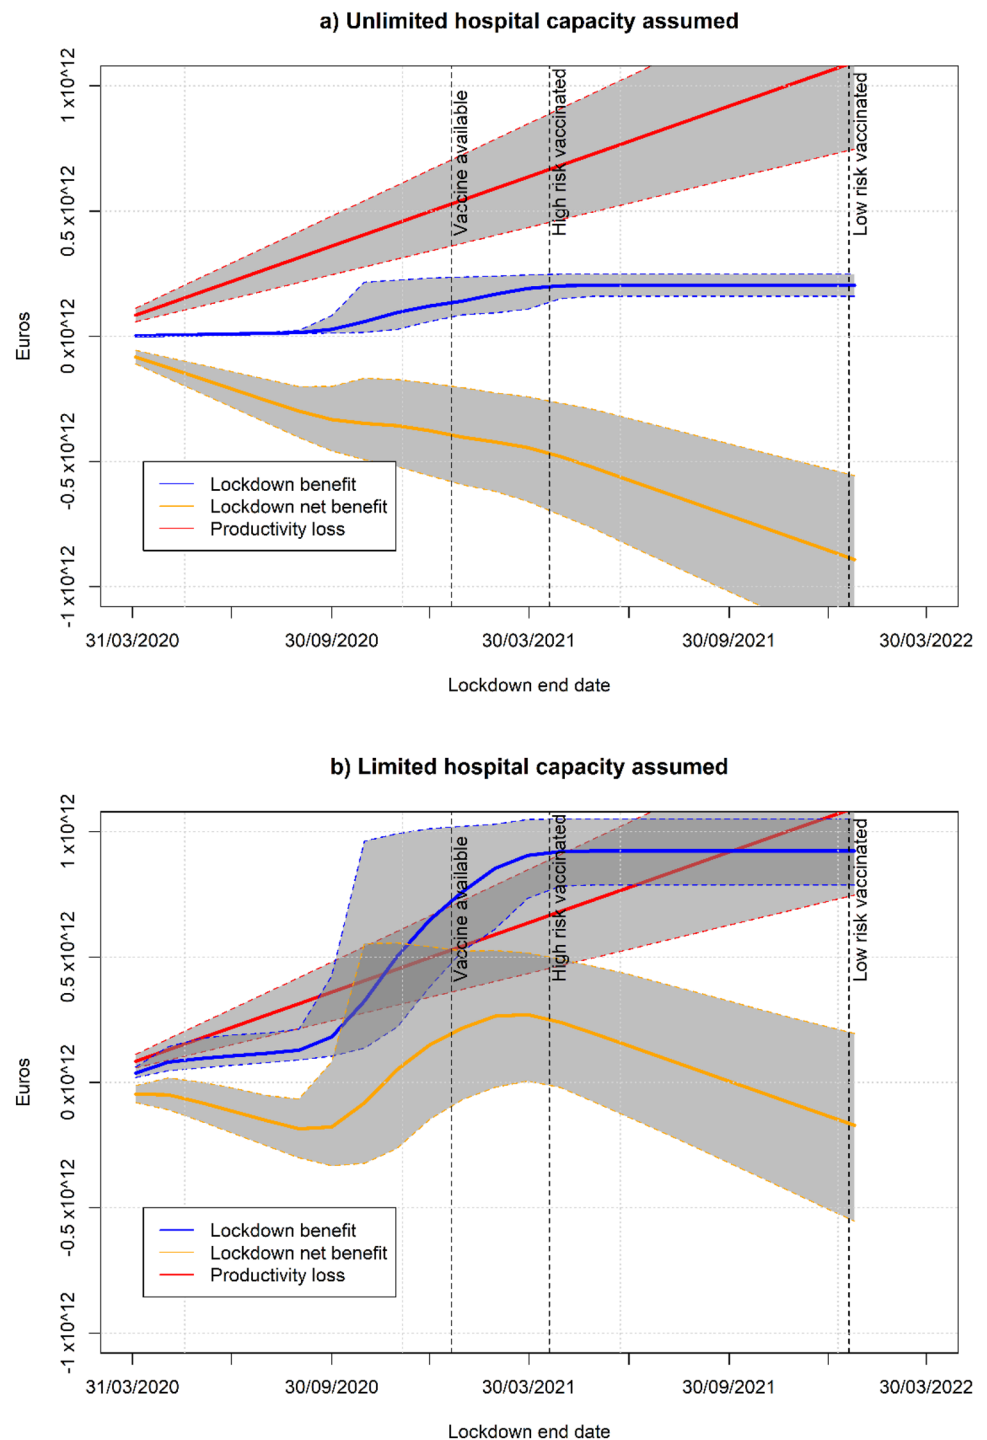 a) Unlimited hospital capacity assumed
1 x10^12
0.5 x10^12
0 x10^12
-0.5 x10^12
-1 x10^12
Euros
Vaccine available
High risk vaccinated
Low risk vaccinated
Lockdown benefit
Lockdown net benefit
Productivity loss
31/03/2020 30/09/2020 30/03/2021 30/09/2021 30/03/2022
Lockdown end date
b) Limited hospital capacity assumed
1 x10^12
0.5 x10^12
0 x10^12
-0.5 x10^12
-1 x10^12
Euros
Vaccine available
High risk vaccinated
Low risk vaccinated
Lockdown benefit
Lockdown net benefit
Productivity loss
31/03/2020 30/09/2020 30/03/2021 30/09/2021 30/03/2022
Lockdown end date